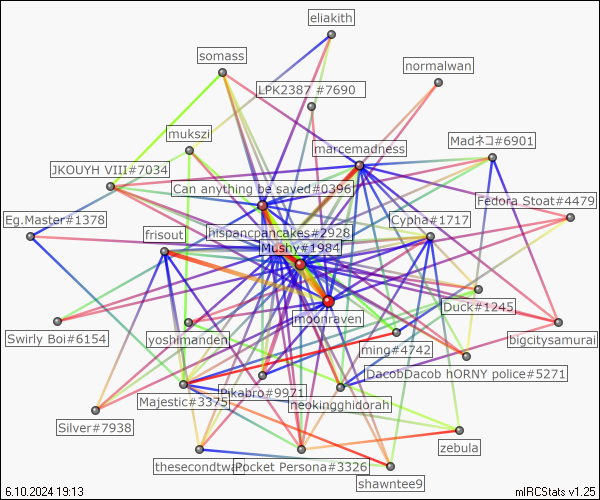 eliakith
somass
normalwan
LPK2387 #7690
mukszi
Madネコ#6901
marcemadness
JKOUYH VIII#7034
Can anything be saved#0396
Fedora Stoat#4479
Eg.Master#1378
Cypha#1717
frisout
hispancpancakes#2928
Mushy#1984
Duck#1245
moonraven
Swirly Boi#6154
yoshimanden
bigcitysamurai
ming#4742
DacobDacob hORNY police#5271
Pikabro#9971
Majestic#3375
neokingghidorah
Silver#7938
zebula
thesecondtwa
Pocket Persona#3326
shawntee9
6.10.2024 19:13
mIRCStats v1.25